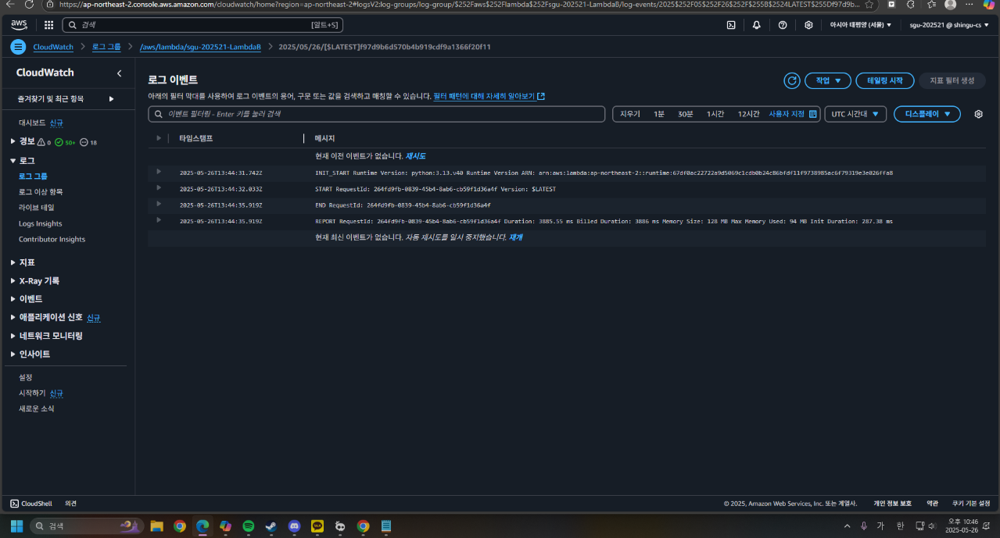 https://ap-northeast-2.console.aws.amazon.com/cloudwatch/home?region=ap-northeast-2#logsV2:log-groups/log-group/$252Faws$252Flambda$252Fsgu-202521-LambdaB/log-events/2025$252F05$252F26$252F$255B$2524LATEST$255Df97d9b...
aws 검색 [알트+S] 아시아 태평양 (서울) ▼ sgu-202521 @ shingu-cs ▼
CloudWatch > 로그 그룹 > /aws/lambda/sgu-202521-LambdaB > 2025/05/26/[$LATEST]f97d9b6d570b4b919cdf9a1366f20f11
CloudWatch
즐겨찾기 및 최근 항목
대시보드 신규
경보 0 50+ 18
로그
로그 그룹
로그 이상 항목
라이브 테일
Logs Insights
Contributor Insights
지표
X-Ray 기록
이벤트
애플리케이션 신호 신규
네트워크 모니터링
인사이트
설정
시작하기 신규
새로운 소식
로그 이벤트
작업 ▼ 테일링 시작 지표 필터 생성
아래의 필터 막대를 사용하여 로그 이벤트의 용어, 구문 또는 값을 검색하고 매칭할 수 있습니다. 필터 패턴에 대해 자세히 알아보기
이벤트 필터링 - Enter 키를 눌러 검색 지우기 1분 30분 1시간 12시간 사용자 지정 UTC 시간대 ▼ 디스플레이 ▼
타임스탬프 메시지
현재 이전 이벤트가 없습니다. 재시도
2025-05-26T13:44:31.742Z INIT_START Runtime Version: python:3.13.v40 Runtime Version ARN: arn:aws:lambda:ap-northeast-2::runtime:67df0ac22722a9d5069c1cdb0b24c86bfdf11f9738985ac6f79319e3e026ffa8
2025-05-26T13:44:32.033Z START RequestId: 264fd9fb-0839-45b4-8ab6-cb59f1d36a4f Version: $LATEST
2025-05-26T13:44:35.919Z END RequestId: 264fd9fb-0839-45b4-8ab6-cb59f1d36a4f
2025-05-26T13:44:35.919Z REPORT RequestId: 264fd9fb-0839-45b4-8ab6-cb59f1d36a4f Duration: 3885.55 ms Billed Duration: 3886 ms Memory Size: 128 MB Max Memory Used: 94 MB Init Duration: 287.38 ms
현재 최신 이벤트가 없습니다. 자동 재시도를 일시 중지했습니다. 재개
CloudShell 의견 © 2025, Amazon Web Services, Inc. 또는 계열사. 개인 정보 보호 약관 쿠키 기본 설정
검색 가 한 오후 10:46
2025-05-26